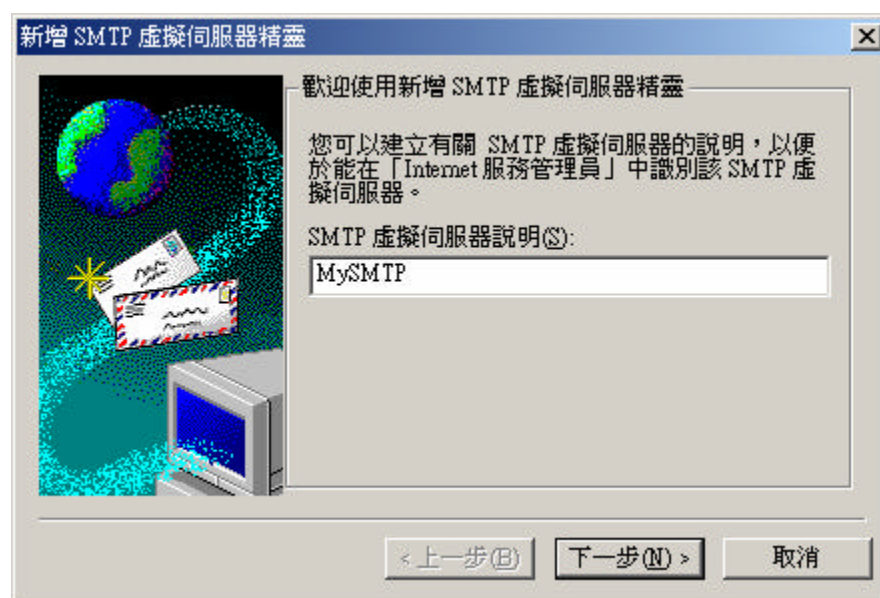 新增 SMTP 虛擬伺服器精靈
歡迎使用新增 SMTP 虛擬伺服器精靈
您可以建立有關 SMTP 虛擬伺服器的說明，以便
於能在「Internet 服務管理員」中識別該 SMTP 虛
擬伺服器。
SMTP 虛擬伺服器說明(S):
MySMTP
<上一步(B)
下一步(N) >
取消